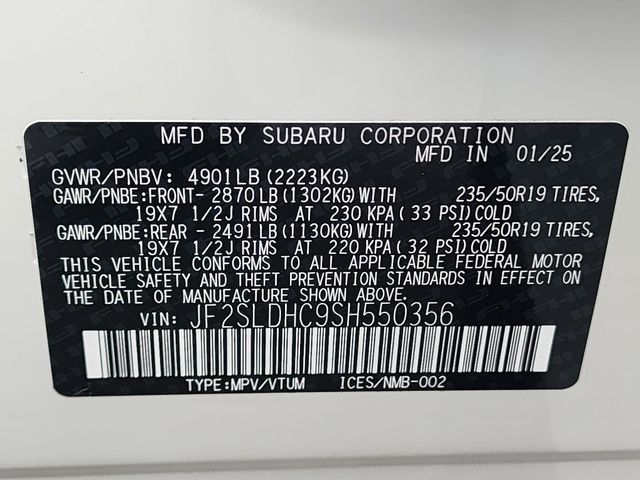 MFD BY SUBARU CORPORATION
MFD IN 01/25
GVWR/PNBV: 4901LB(2223KG)
GAWR/PNBE:FRONT- 2870LB(1302KG)WITH 235/50R19 TIRES,
19X7 1/2J RIMS AT 230 KPA(33 PSI)COLD
GAWR/PNBE:REAR - 2491LB(1130KG)WITH 235/50R19 TIRES,
19X7 1/2J RIMS AT 220 KPA(32 PSI)COLD
THIS VEHICLE CONFORMS TO ALL APPLICABLE FEDERAL MOTOR
VEHICLE SAFETY AND THEFT PREVENTION STANDARDS IN EFFECT ON
THE DATE OF MANUFACTURE SHOWN ABOVE.
VIN: JF2SLDHC9SH550356
TYPE:MPV/VTUM ICES/NMB-002